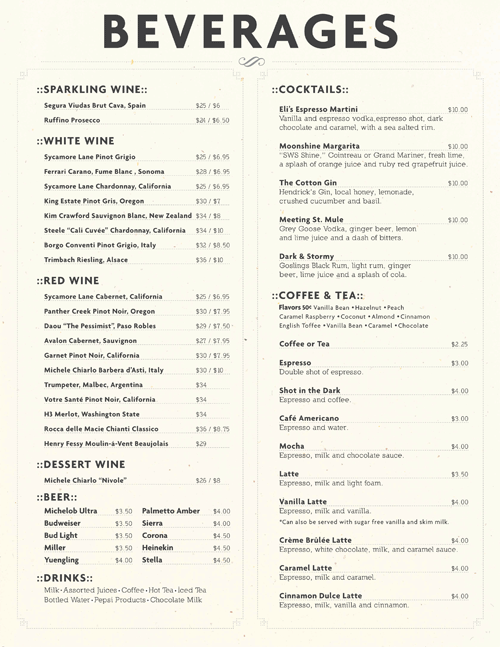 BEVERAGES
::SPARKLING WINE::
Segura Viudas Brut Cava, Spain $25 / $6
Ruffino Prosecco $24 / $6.50
::WHITE WINE
Sycamore Lane Pinot Grigio $25 / $6.95
Ferrari Carano, Fume Blanc , Sonoma $28 / $6.95
Sycamore Lane Chardonnay, California $25 / $6.95
King Estate Pinot Gris, Oregon $30 / $7
Kim Crawford Sauvignon Blanc, New Zealand $34 / $8
Steele "Cali Cuvée" Chardonnay, California $34 / $11
Borgo Conventi Pinot Grigio, Italy $32 / $8.50
Trimbach Riesling, Alsace $36 / $10
::RED WINE
Sycamore Lane Cabernet, California $25 / $6.95
Panther Creek Pinot Noir, Oregon $30 / $7.95
Daou "The Pessimist", Paso Robles $29 / $7.50
Avalon Cabernet, Sauvignon $27 / $7.95
Garnet Pinot Noir, California $30 / $7.95
Michele Chiarlo Barbera d'Asti, Italy $30 / $10
Trumpeter, Malbec, Argentina $34
Votre Santé Pinot Noir, California $34
H3 Merlot, Washington State $34
Rocca delle Macie Chianti Classico $36 / $8.75
Henry Fessy Moulin-à-Vent Beaujolais $29
::DESSERT WINE
Michele Chiarlo "Nivole" $26 / $8
::BEER::
Michelob Ultra $3.50 Palmetto Amber $4.00
Budweiser $3.50 Sierra $4.00
Bud Light $3.50 Corona $4.50
Miller $3.50 Heinekin $4.50
Yuengling $4.00 Stella $4.50
::DRINKS::
Milk•Assorted Juices•Coffee•Hot Tea•Iced Tea
Bottled Water•Pepsi Products•Chocolate Milk
::COCKTAILS::
Eli's Espresso Martini $10.00
Vanilla and espresso vodka,espresso shot, dark
chocolate and caramel, with a sea salted rim.
Moonshine Margarita $10.00
"SWS Shine," Cointreau or Grand Mariner, fresh lime,
a splash of orange juice and ruby red grapefruit juice.
The Cotton Gin $10.00
Hendrick's Gin, local honey, lemonade,
crushed cucumber and basil.
Meeting St. Mule $10.00
Grey Goose Vodka, ginger beer, lemon
and lime juice and a dash of bitters.
Dark & Stormy $10.00
Goslings Black Rum, light rum, ginger
beer, lime juice and a splash of cola.
::COFFEE & TEA::
Flavors 50¢ Vanilla Bean •Hazelnut •Peach
Caramel Raspberry •Coconut •Almond •Cinnamon
English Toffee •Vanilla Bean •Caramel •Chocolate
Coffee or Tea $2.25
Espresso $3.00
Double shot of espresso.
Shot in the Dark $4.00
Espresso and coffee.
Café Americano $3.00
Espresso and water.
Mocha $4.00
Espresso, milk and chocolate sauce.
Latte $3.50
Espresso, milk and light foam.
Vanilla Latte $4.00
Espresso, milk and vanilla.
*Can also be served with sugar free vanilla and skim milk.
Crème Brûlée Latte $4.00
Espresso, white chocolate, milk, and caramel sauce.
Caramel Latte $4.00
Espresso, milk and caramel.
Cinnamon Dulce Latte $4.00
Espresso, milk, vanilla and cinnamon.